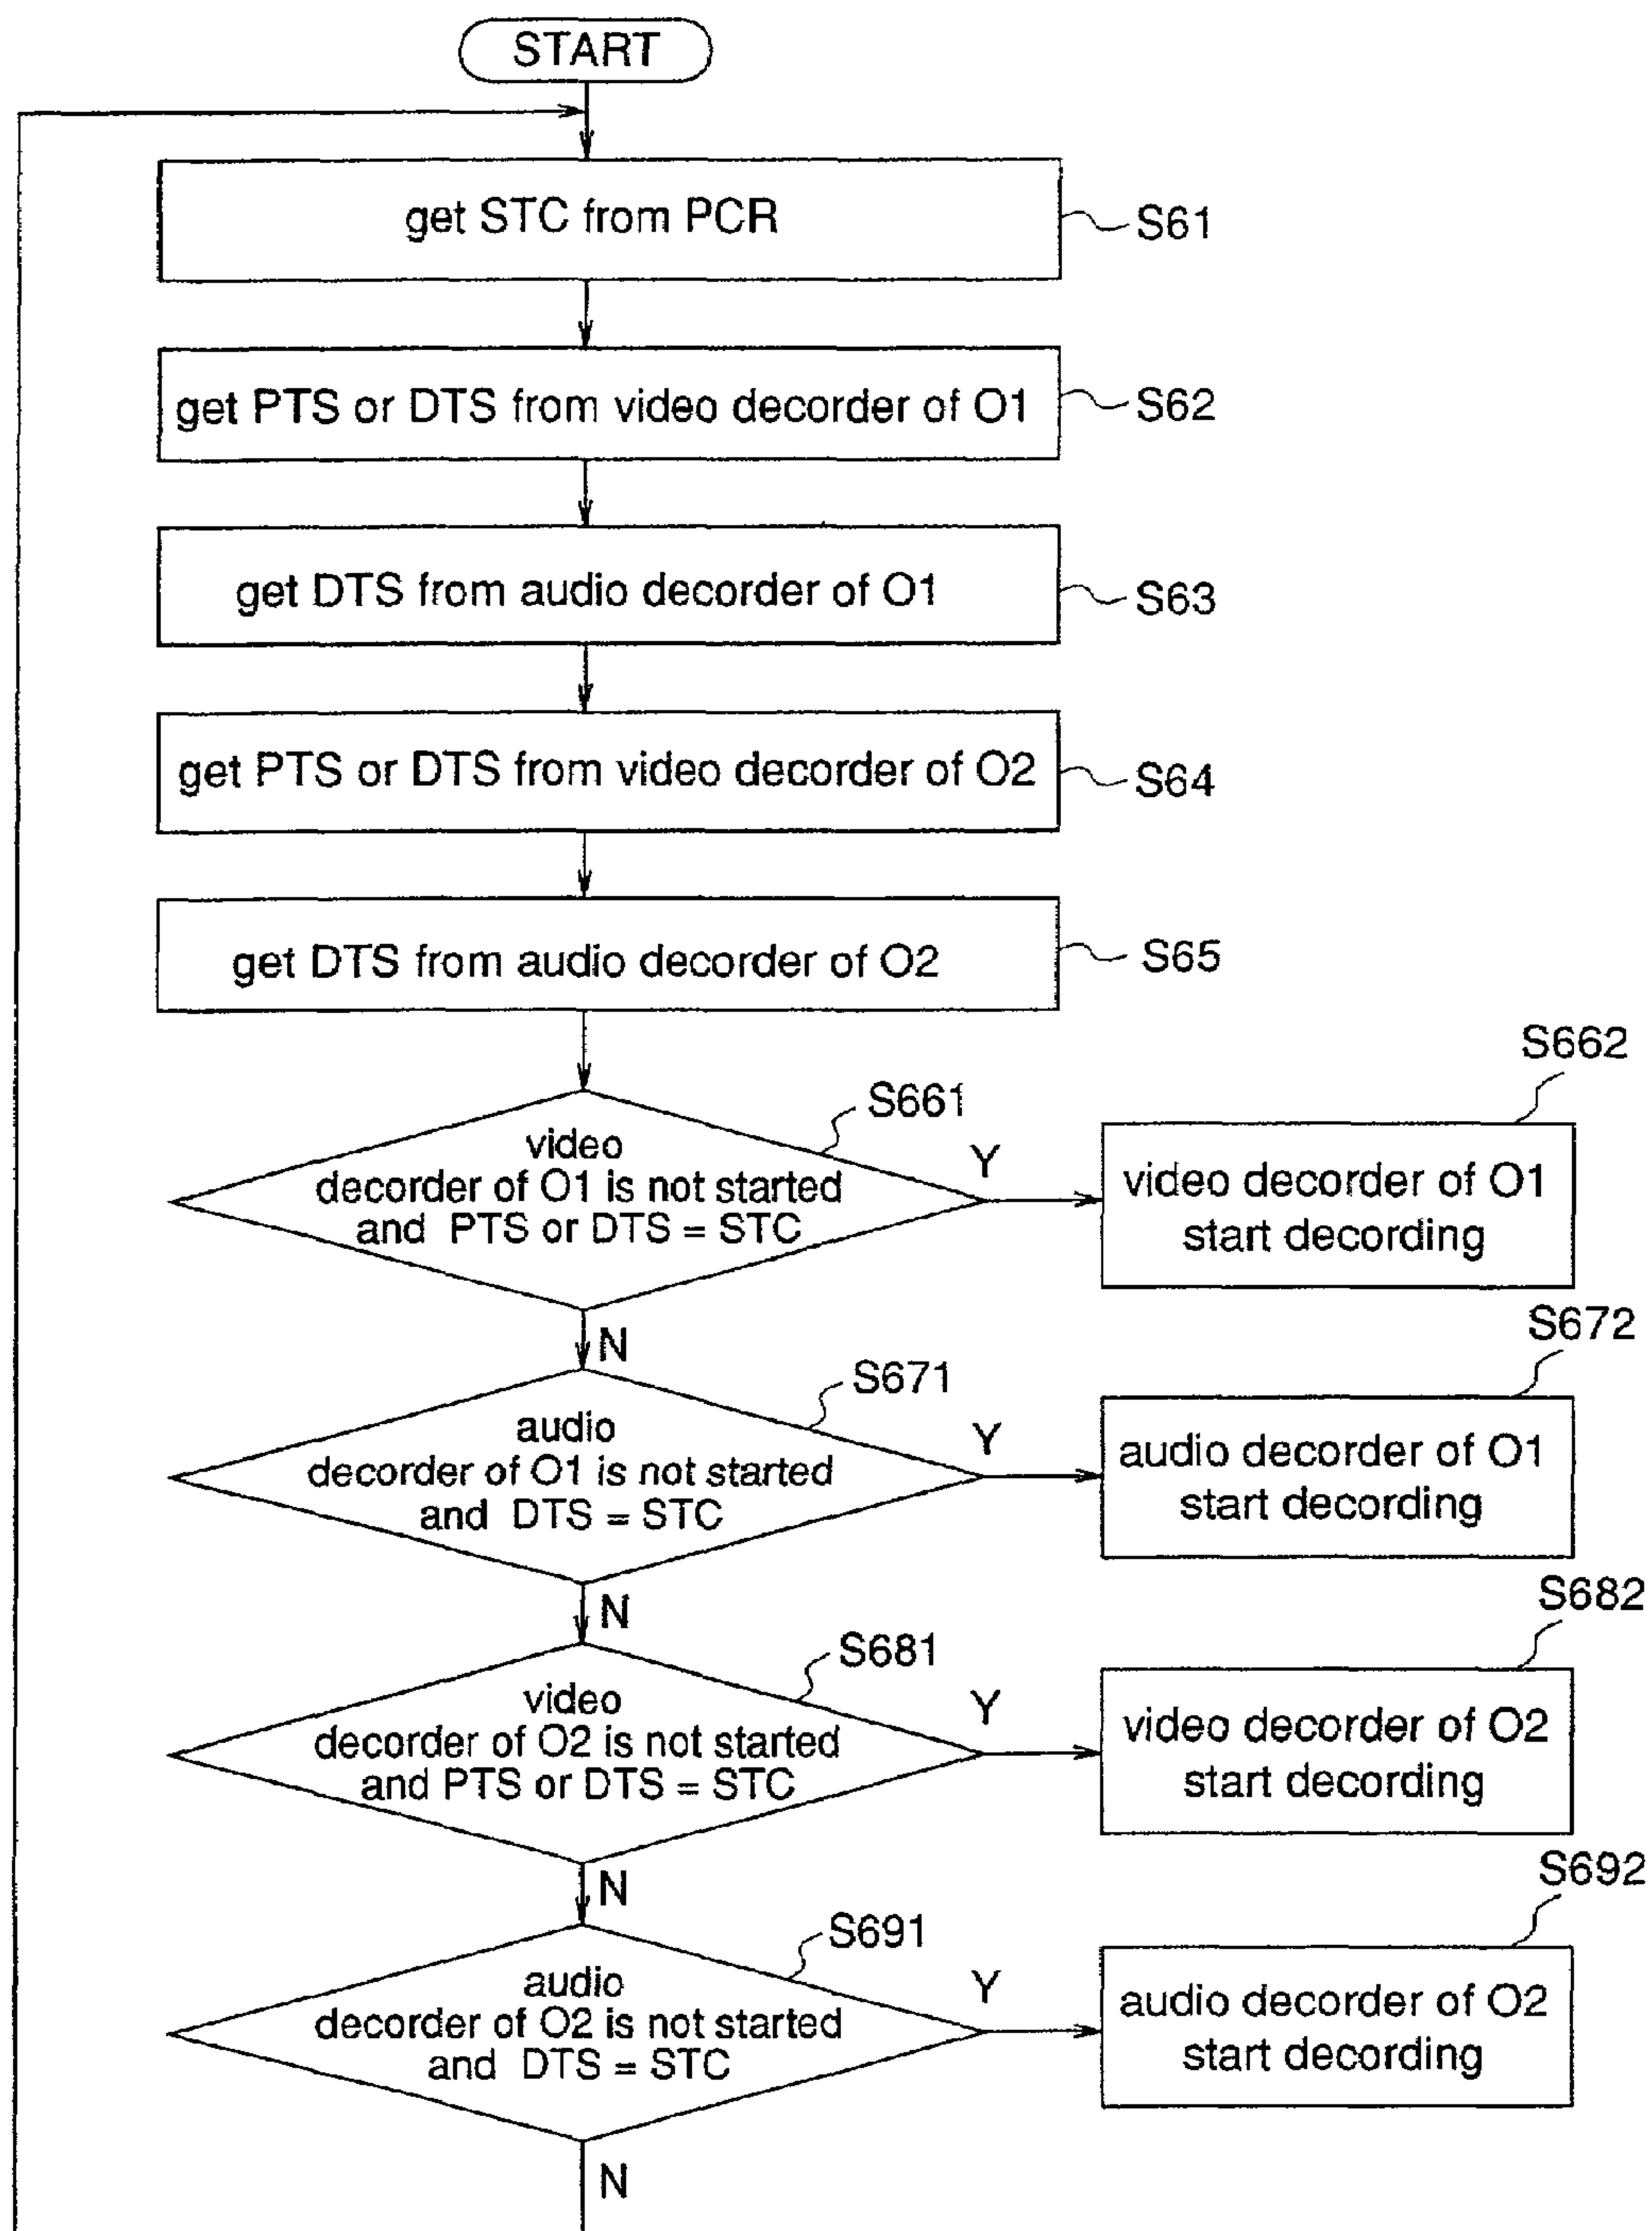 START
get STC from PCR
S61
get PTS or DTS from video decorder of O1
S62
get DTS from audio decorder of O1
S63
get PTS or DTS from video decorder of O2
S64
get DTS from audio decorder of O2
S65
S661
video
decorder of O1 is not started
and PTS or DTS = STC
Y
S662
video decorder of O1
start decording
N
S671
audio
decorder of O1 is not started
and DTS = STC
Y
S672
audio decorder of O1
start decording
N
S681
video
decorder of O2 is not started
and PTS or DTS = STC
Y
S682
video decorder of O2
start decording
N
S691
audio
decorder of O2 is not started
and DTS = STC
Y
S692
audio decorder of O2
start decording
N